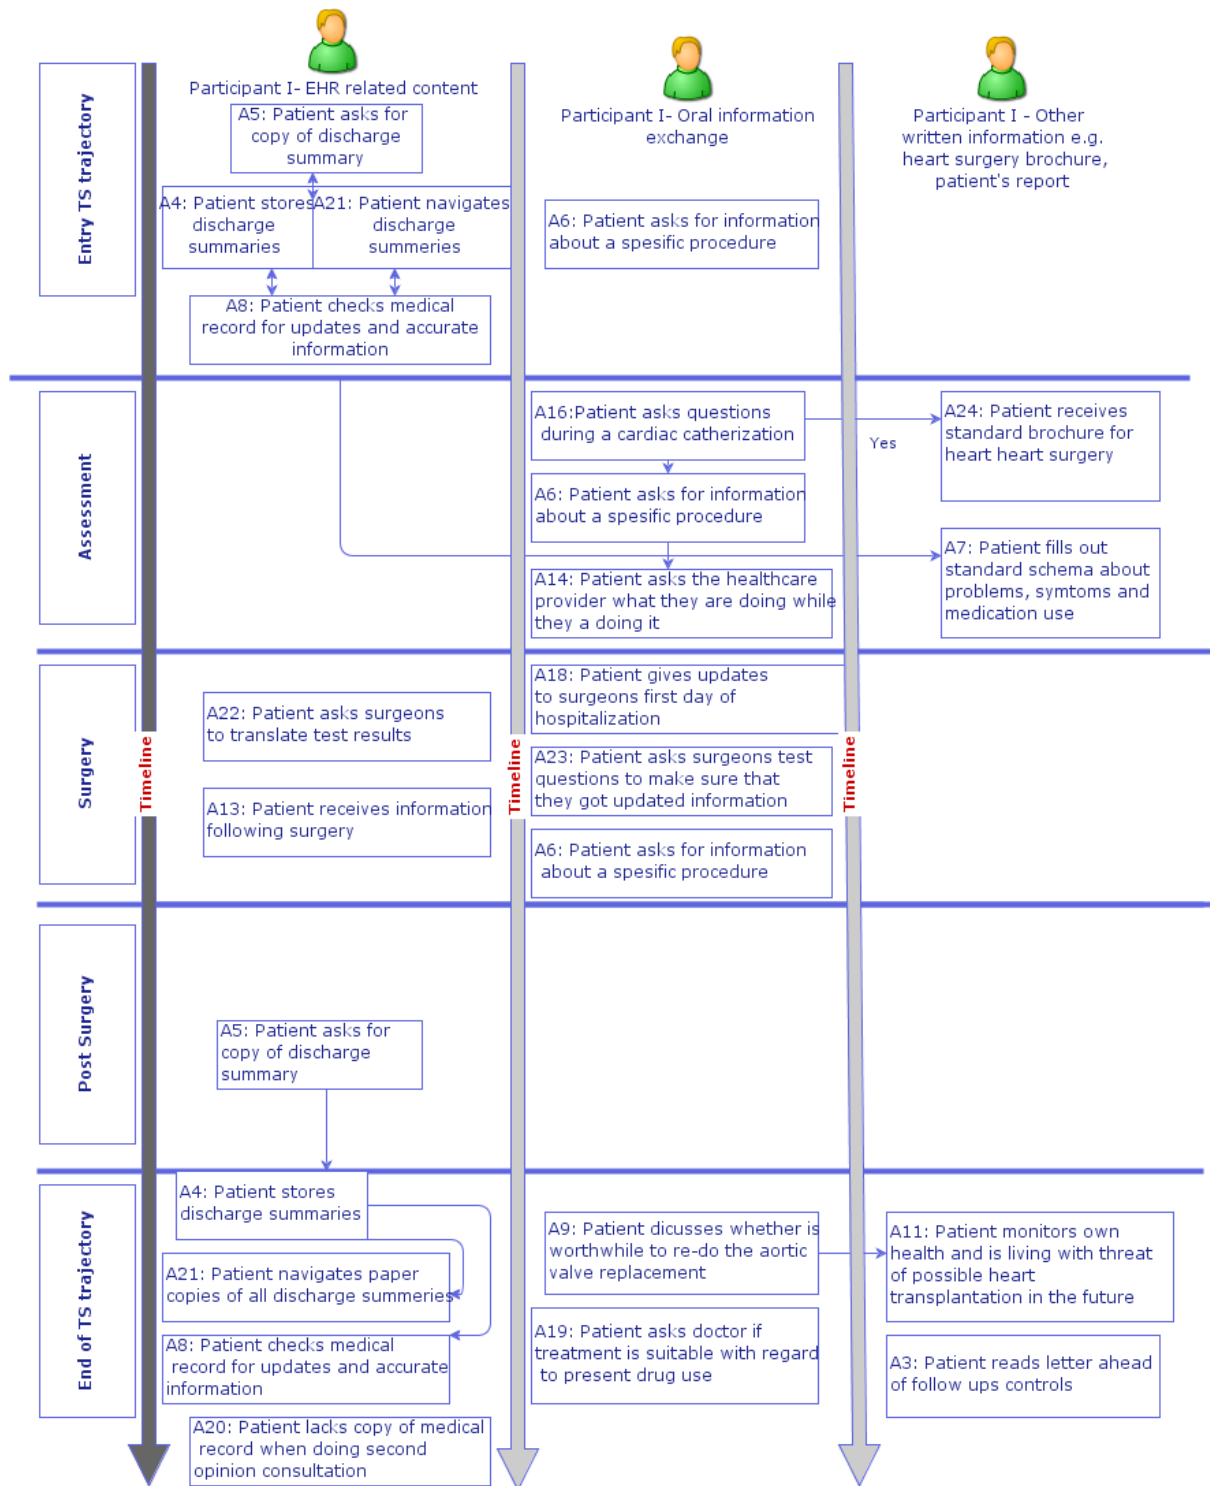 Participant I- EHR related content
Participant I- Oral information
exchange
Participant I - Other
written information e.g.
heart surgery brochure,
patient's report
Entry TS trajectory
A5: Patient asks for
copy of discharge
summary
A4: Patient stores
discharge
summaries
A21: Patient navigates
discharge
summeries
A8: Patient checks medical
record for updates and accurate
information
A6: Patient asks for information
about a spesific procedure
Assessment
A16:Patient asks questions
during a cardiac catherization
Yes
A24: Patient receives
standard brochure for
heart heart surgery
A6: Patient asks for information
about a spesific procedure
A14: Patient asks the healthcare
provider what they are doing while
they a doing it
A7: Patient fills out
standard schema about
problems, symtoms and
medication use
Surgery
Timeline
A22: Patient asks surgeons
to translate test results
A13: Patient receives information
following surgery
Timeline
A18: Patient gives updates
to surgeons first day of
hospitalization
A23: Patient asks surgeons test
questions to make sure that
they got updated information
A6: Patient asks for information
about a spesific procedure
Timeline
Post Surgery
A5: Patient asks for
copy of discharge
summary
End of TS trajectory
A4: Patient stores
discharge summaries
A21: Patient navigates paper
copies of all discharge summeries
A8: Patient checks medical
record for updates and accurate
information
A20: Patient lacks copy of medical
record when doing second
opinion consultation
A9: Patient dicusses whether is
worthwhile to re-do the aortic
valve replacement
A19: Patient asks doctor if
treatment is suitable with regard
to present drug use
A11: Patient monitors own
health and is living with threat
of possible heart
transplantation in the future
A3: Patient reads letter ahead
of follow ups controls